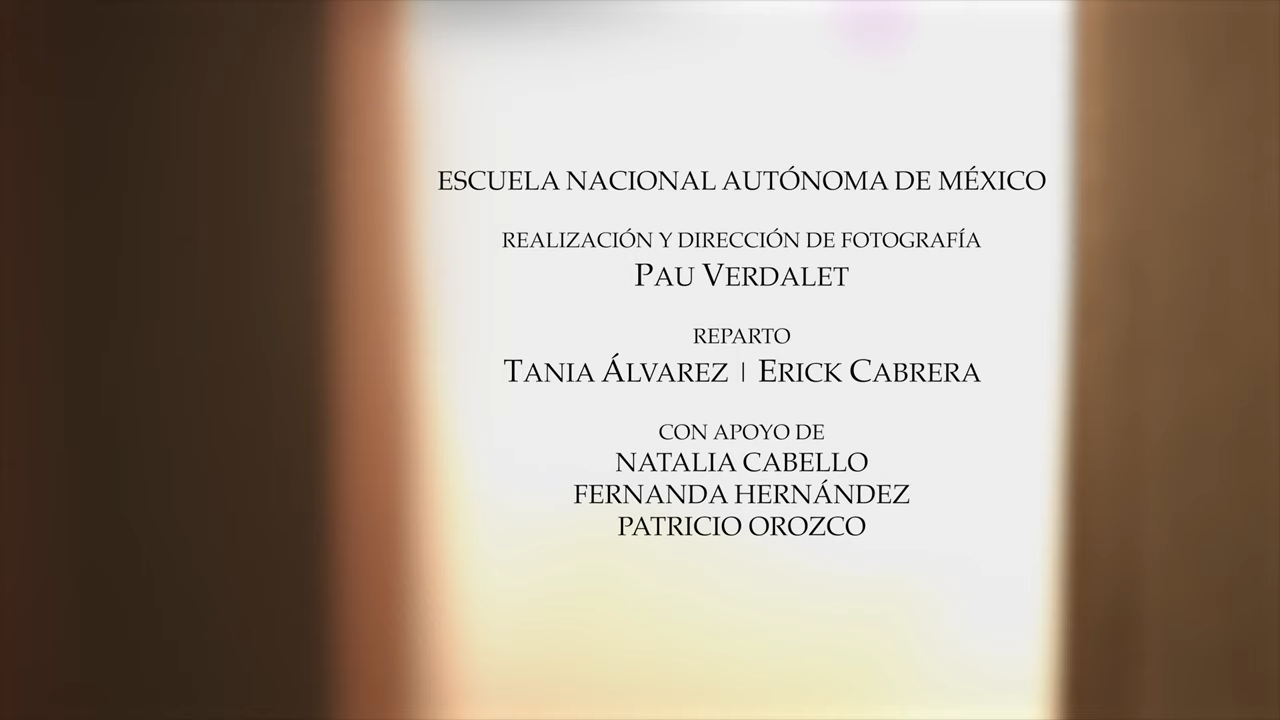 ESCUELA NACIONAL AUTÓNOMA DE MÉXICO
REALIZACIÓN Y DIRECCIÓN DE FOTOGRAFÍA
PAU VERDALET
REPARTO
TANIA ÁLVAREZ | ERICK CABRERA
CON APOYO DE
NATALIA CABELLO
FERNANDA HERNÁNDEZ
PATRICIO OROZCO